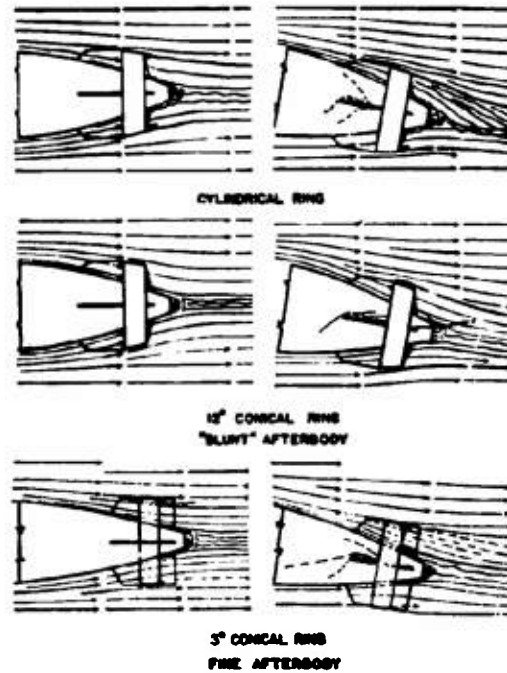 CYLINDRICAL RING
12° CONICAL RING
"BLUNT" AFTERBODY
3° CONICAL RING
FINE AFTERBODY